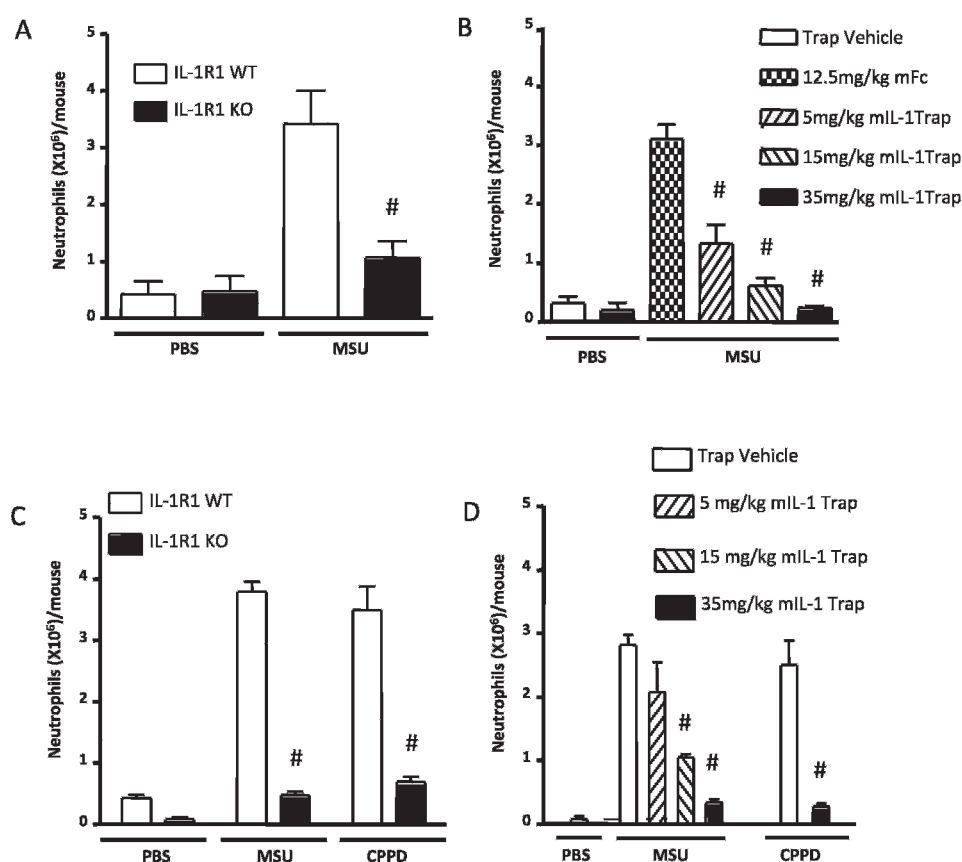 A
Neutrophils (X10⁶)/mouse
5
4
3
2
1
0
IL-1R1 WT
IL-1R1 KO
#
PBS
MSU
B
Neutrophils (X10⁶)/mouse
5
4
3
2
1
0
Trap Vehicle
12.5mg/kg mFc
5mg/kg mIL-1Trap
15mg/kg mIL-1Trap
35mg/kg mIL-1Trap
#
#
#
PBS
MSU
C
Neutrophils (X10⁶)/mouse
5
4
3
2
1
0
IL-1R1 WT
IL-1R1 KO
#
#
PBS
MSU
CPPD
D
Neutrophils (X10⁶)/mouse
5
4
3
2
1
0
Trap Vehicle
5 mg/kg mIL-1 Trap
15 mg/kg mIL-1 Trap
35mg/kg mIL-1 Trap
#
#
#
PBS
MSU
CPPD